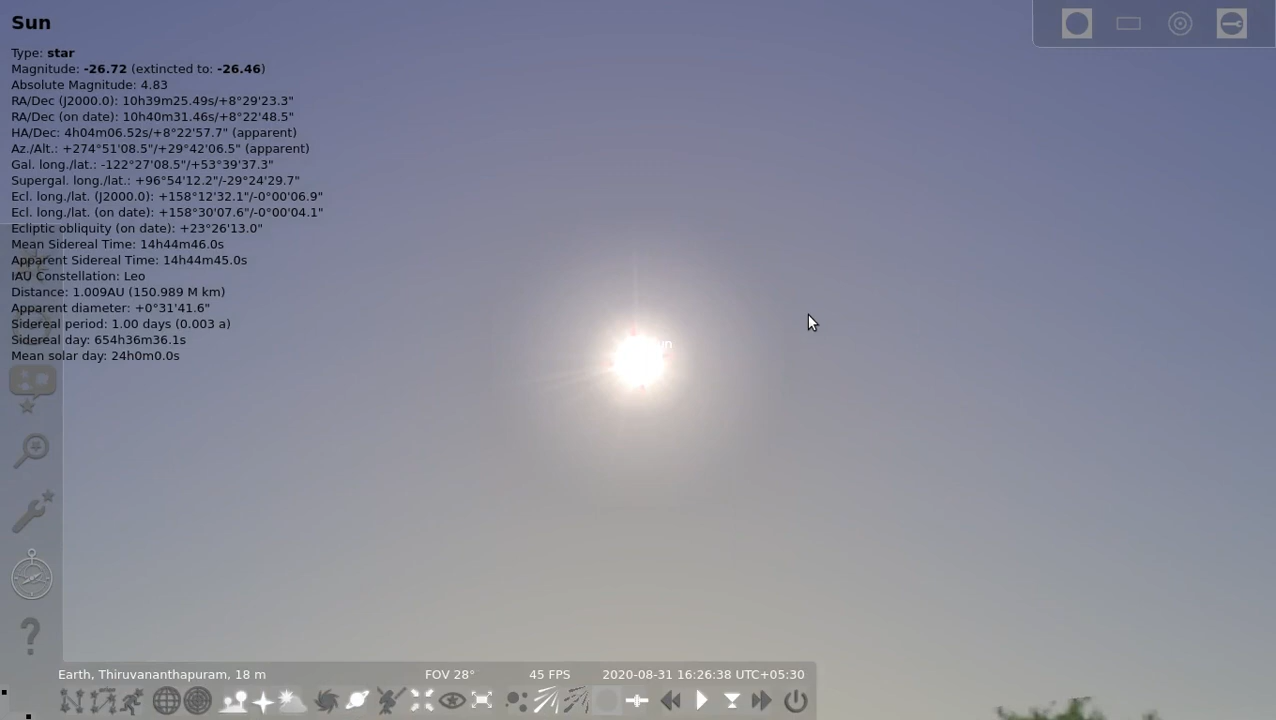 Sun
Type: star
Magnitude: -26.72 (extincted to: -26.46)
Absolute Magnitude: 4.83
RA/Dec (J2000.0): 10h39m25.49s/+8°29'23.3"
RA/Dec (on date): 10h40m31.46s/+8°22'48.5"
HA/Dec: 4h04m06.52s/+8°22'57.7" (apparent)
Az./Alt.: +274°51'08.5"/+29°42'06.5" (apparent)
Gal. long./lat.: -122°27'08.5"/+53°39'37.3"
Supergal. long./lat.: +96°54'12.2"/-29°24'29.7"
Ecl. long./lat. (J2000.0): +158°12'32.1"/-0°00'06.9"
Ecl. long./lat. (on date): +158°30'07.6"/-0°00'04.1"
Ecliptic obliquity (on date): +23°26'13.0"
Mean Sidereal Time: 14h44m46.0s
Apparent Sidereal Time: 14h44m45.0s
IAU Constellation: Leo
Distance: 1.009AU (150.989 M km)
Apparent diameter: +0°31'41.6"
Sidereal period: 1.00 days (0.003 a)
Sidereal day: 654h36m36.1s
Mean solar day: 24h0m0.0s
Earth, Thiruvananthapuram, 18 m FOV 28° 45 FPS 2020-08-31 16:26:38 UTC+05:30